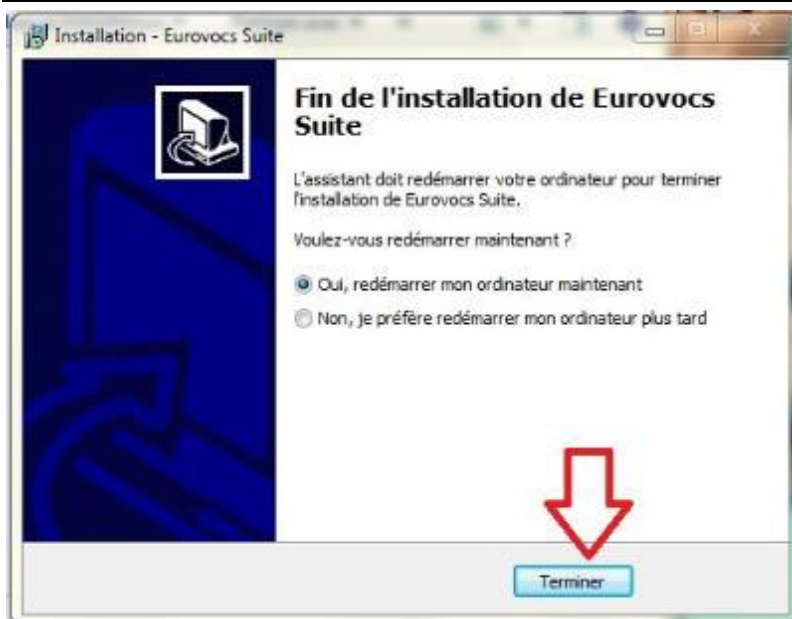 Installation - Eurovocs Suite
Fin de l'installation de Eurovocs
Suite
L'assistant doit redémarrer votre ordinateur pour terminer
l'installation de Eurovocs Suite.
Voulez-vous redémarrer maintenant ?
Oui, redémarrer mon ordinateur maintenant
Non, je préfère redémarrer mon ordinateur plus tard
Terminer